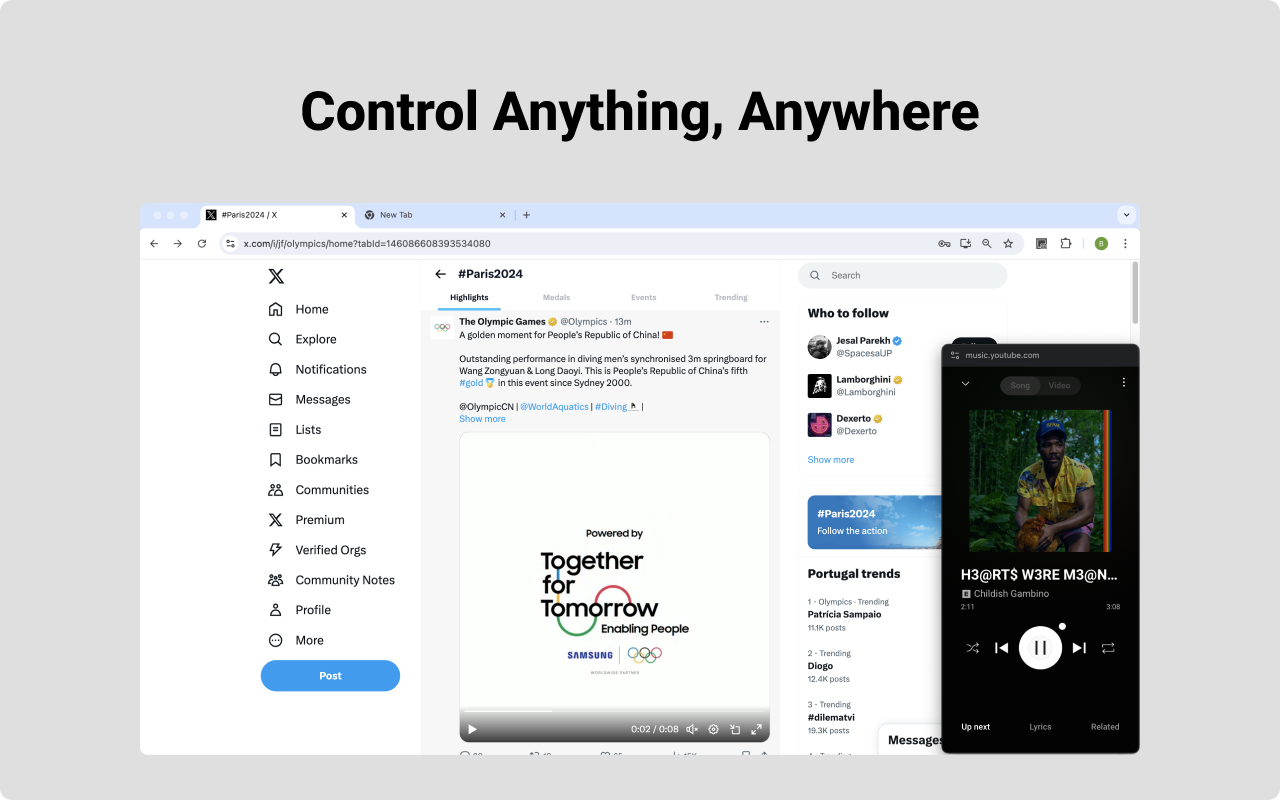 Control Anything, Anywhere
#Paris2024 / X
New Tab
x.com/i/jf/olympics/home?tabId=146086608393534080
B
Home
Explore
Notifications
Messages
Lists
Bookmarks
Communities
Premium
Verified Orgs
Community Notes
Profile
More
Post
#Paris2024
Highlights Medals Events Trending
The Olympic Games @Olympics · 13m
A golden moment for People's Republic of China!
Outstanding performance in diving men's synchronised 3m springboard for
Wang Zongyuan & Long Daoyi. This is People's Republic of China's fifth
#gold in this event since Sydney 2000.
@OlympicCN | @WorldAquatics | #Diving |
Show more
Powered by
Together
for
Tomorrow
Enabling People
SAMSUNG
WORLDWIDE PARTNER
0:02 / 0:08
Search
Who to follow
Jesal Parekh
@SpacesaUP
Lamborghini
@Lamborghini
Dexerto
@Dexerto
Show more
#Paris2024
Follow the action
Portugal trends
1 · Olympics · Trending
Patrícia Sampaio
11.1K posts
2 · Trending
Diogo
12.4K posts
3 · Trending
#dilematvi
19.3K posts
Messages
music.youtube.com
Song Video
H3@RT$ W3RE M3@N...
E Childish Gambino
2:11 3:08
Up next Lyrics Related